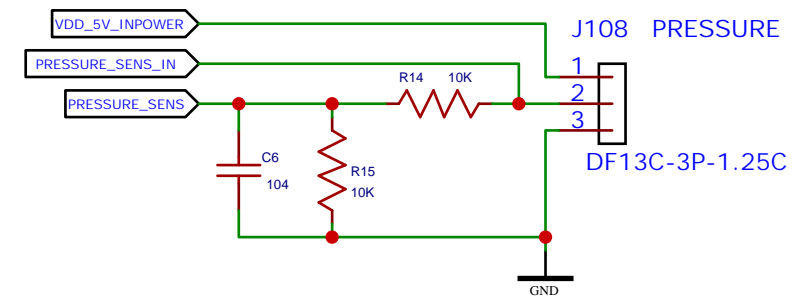 VDD_5V_INPOWER
J108 PRESSURE
PRESSURE_SENS_IN
1
R14 10K
2
PRESSURE_SENS
3
C6
104
R15
10K
DF13C-3P-1.25C
GND